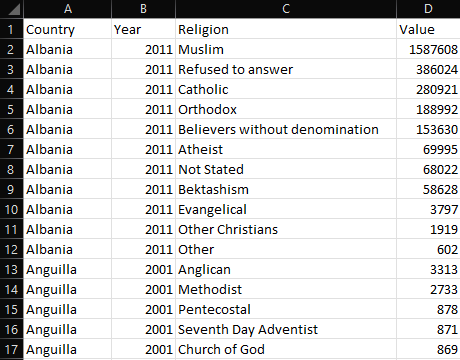 A B C D
1 Country Year Religion Value
2 Albania 2011 Muslim 1587608
3 Albania 2011 Refused to answer 386024
4 Albania 2011 Catholic 280921
5 Albania 2011 Orthodox 188992
6 Albania 2011 Believers without denomination 153630
7 Albania 2011 Atheist 69995
8 Albania 2011 Not Stated 68022
9 Albania 2011 Bektashism 58628
10 Albania 2011 Evangelical 3797
11 Albania 2011 Other Christians 1919
12 Albania 2011 Other 602
13 Anguilla 2001 Anglican 3313
14 Anguilla 2001 Methodist 2733
15 Anguilla 2001 Pentecostal 878
16 Anguilla 2001 Seventh Day Adventist 871
17 Anguilla 2001 Church of God 869